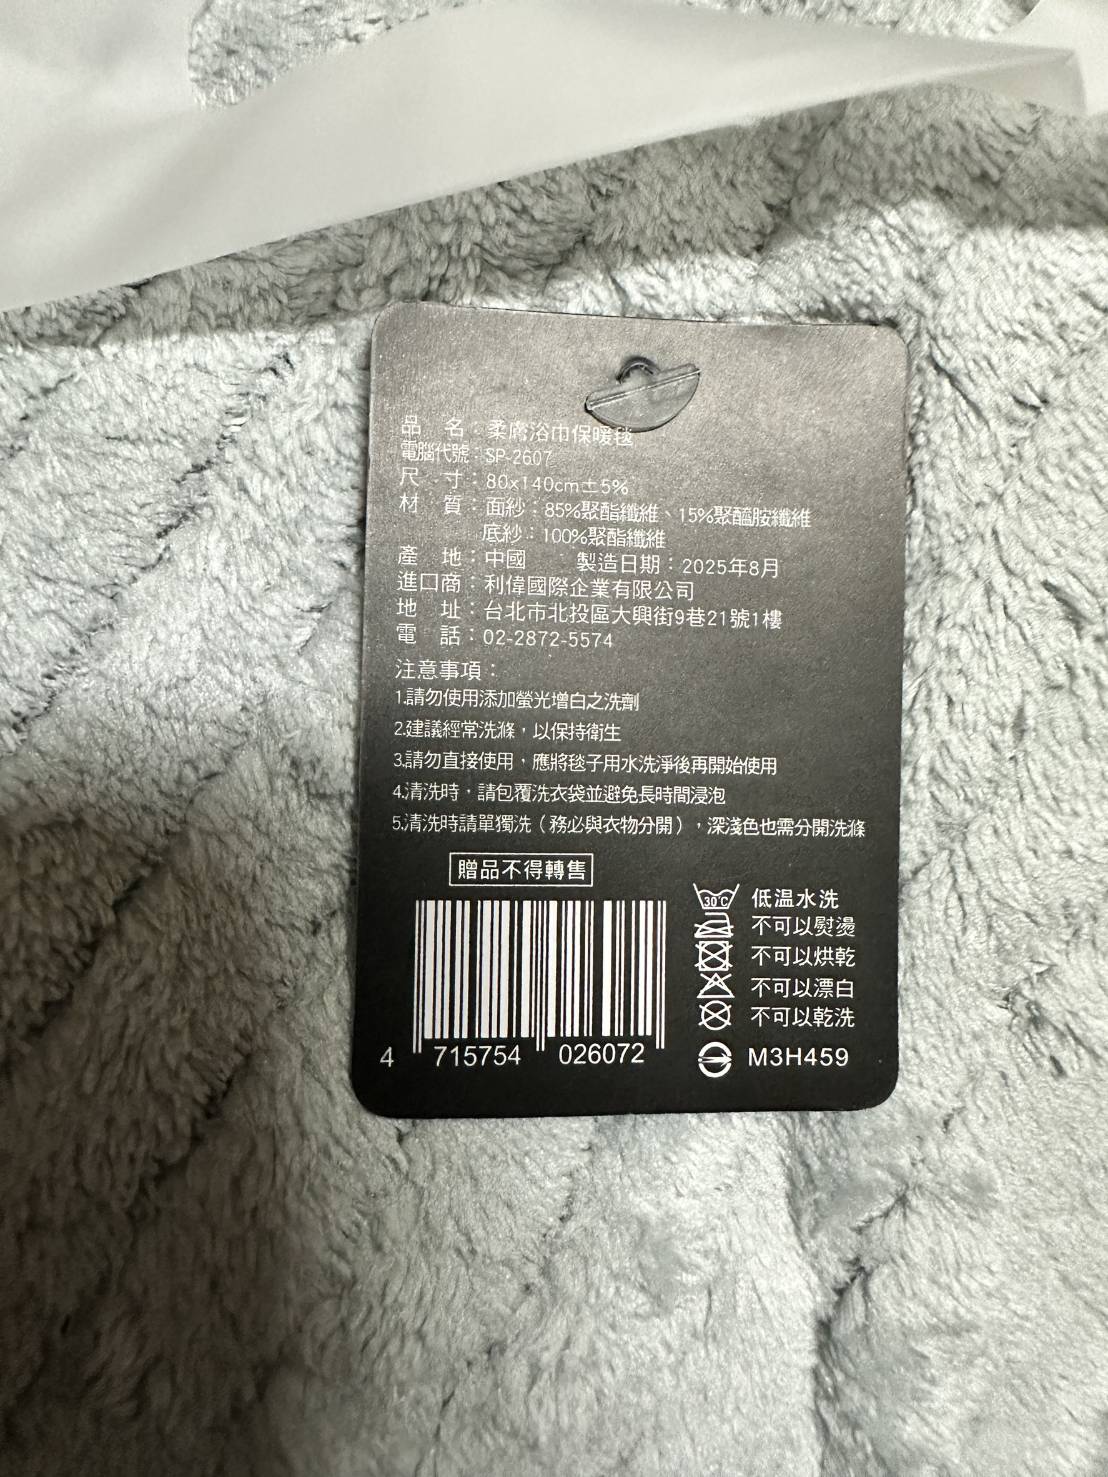 品 名：柔膚浴巾保暖毯
電腦代號：SP-2607
尺 寸：80x140cm±5%
材 質：面紗：85%聚酯纖維、15%聚醯胺纖維
底紗：100%聚酯纖維
產 地：中國 製造日期：2025年8月
進口商：利偉國際企業有限公司
地 址：台北市北投區大興街9巷21號1樓
電 話：02-2872-5574
注意事項：
1.請勿使用添加螢光增白之洗劑
2.建議經常洗滌，以保持衛生
3.請勿直接使用，應將毯子用水洗淨後再開始使用
4.清洗時，請包覆洗衣袋並避免長時間浸泡
5.清洗時請單獨洗（務必與衣物分開），深淺色也需分開洗滌
贈品不得轉售
30°C 低温水洗
不可以熨燙
不可以烘乾
不可以漂白
不可以乾洗
4 715754 026072
M3H459